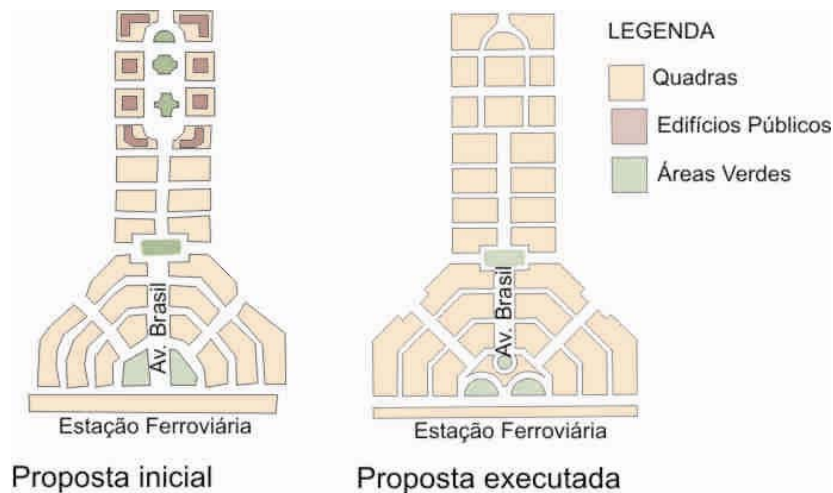 LEGENDA
Quadras
Edifícios Públicos
Áreas Verdes
Av. Brasil
Av. Brasil
Estação Ferroviária
Estação Ferroviária
Proposta inicial
Proposta executada